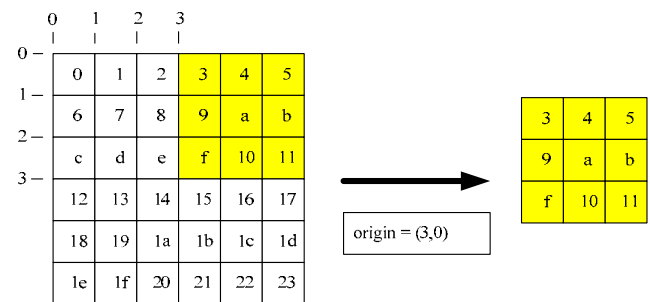 0 1 2 3
0
0 1 2 3 4 5
1
6 7 8 9 a b
2
c d e f 10 11
3
12 13 14 15 16 17
18 19 1a 1b 1c 1d
1e 1f 20 21 22 23
origin = (3,0)
3 4 5
9 a b
f 10 11